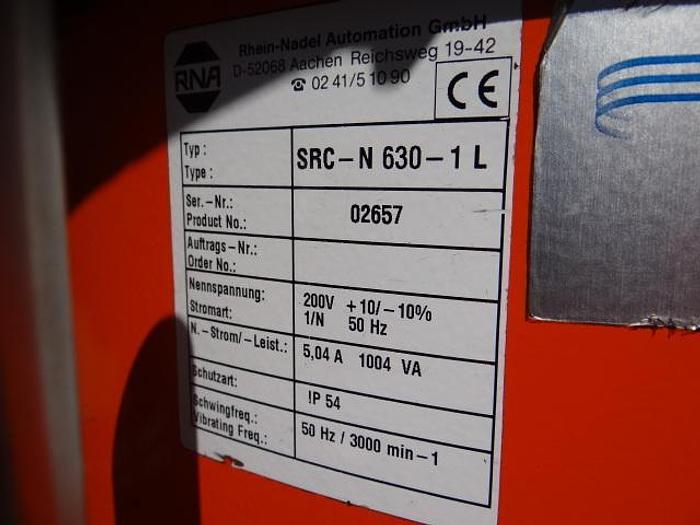 RNA
Rhein-Nadel Automation GmbH
D-52068 Aachen Reichsweg 19-42
☎ 02 41/5 10 90
CE
Typ :
Type :
SRC-N 630-1 L
Ser.-Nr.:
Product No.:
02657
Auftrags-Nr.:
Order No.:
Nennspannung:
Stromart:
200V +10/-10%
1/N 50 Hz
N.-Strom/-Leist.:
5,04 A 1004 VA
Schutzart:
IP 54
Schwingfreq.:
Vibrating Freq.:
50 Hz / 3000 min-1